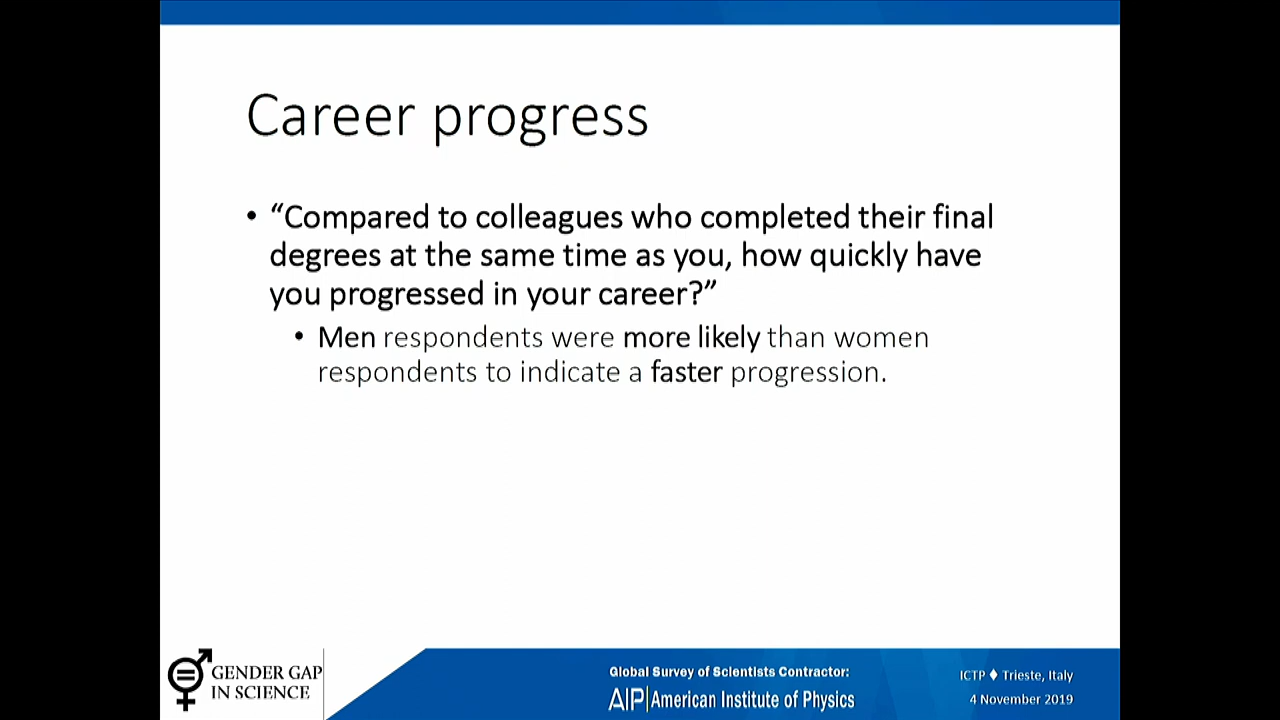 Career progress
• “Compared to colleagues who completed their final
degrees at the same time as you, how quickly have
you progressed in your career?”
• Men respondents were more likely than women
respondents to indicate a faster progression.
GENDER GAP
IN SCIENCE
Global Survey of Scientists Contractor:
AIP|American Institute of Physics
ICTP ♦ Trieste, Italy
4 November 2019